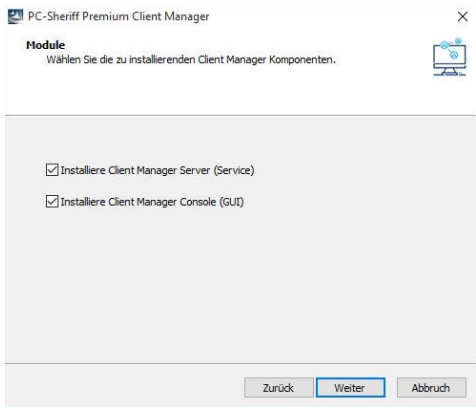 PC-Sheriff Premium Client Manager
Module
Wählen Sie die zu installierenden Client Manager Komponenten.
Installiere Client Manager Server (Service)
Installiere Client Manager Console (GUI)
Zurück
Weiter
Abbruch